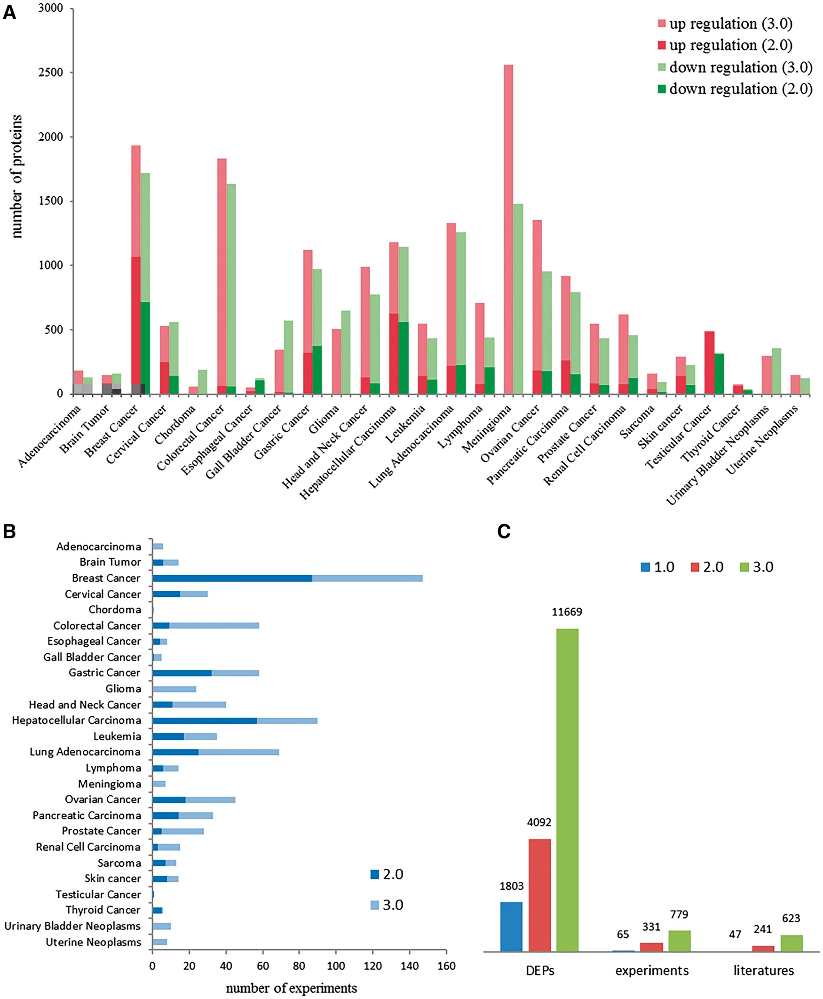 A
3000
2500
2000
1500
1000
500
0
number of proteins
up regulation (3.0)
up regulation (2.0)
down regulation (3.0)
down regulation (2.0)
Adenocarcinoma
Brain Tumor
Breast Cancer
Cervical Cancer
Chordoma
Colorectal Cancer
Esophageal Cancer
Gall Bladder Cancer
Gastric Cancer
Glioma
Head and Neck Cancer
Hepatocellular Carcinoma
Leukemia
Lung Adenocarcinoma
Lymphoma
Meningioma
Ovarian Cancer
Pancreatic Carcinoma
Prostate Cancer
Renal Cell Carcinoma
Sarcoma
Skin cancer
Testicular Cancer
Thyroid Cancer
Urinary Bladder Neoplasms
Uterine Neoplasms
B
Adenocarcinoma
Brain Tumor
Breast Cancer
Cervical Cancer
Chordoma
Colorectal Cancer
Esophageal Cancer
Gall Bladder Cancer
Gastric Cancer
Glioma
Head and Neck Cancer
Hepatocellular Carcinoma
Leukemia
Lung Adenocarcinoma
Lymphoma
Meningioma
Ovarian Cancer
Pancreatic Carcinoma
Prostate Cancer
Renal Cell Carcinoma
Sarcoma
Skin cancer
Testicular Cancer
Thyroid Cancer
Urinary Bladder Neoplasms
Uterine Neoplasms
2.0
3.0
0 20 40 60 80 100 120 140 160
number of experiments
C
1.0 2.0 3.0
1803
4092
11669
65
331
779
47
241
623
DEPs experiments literatures